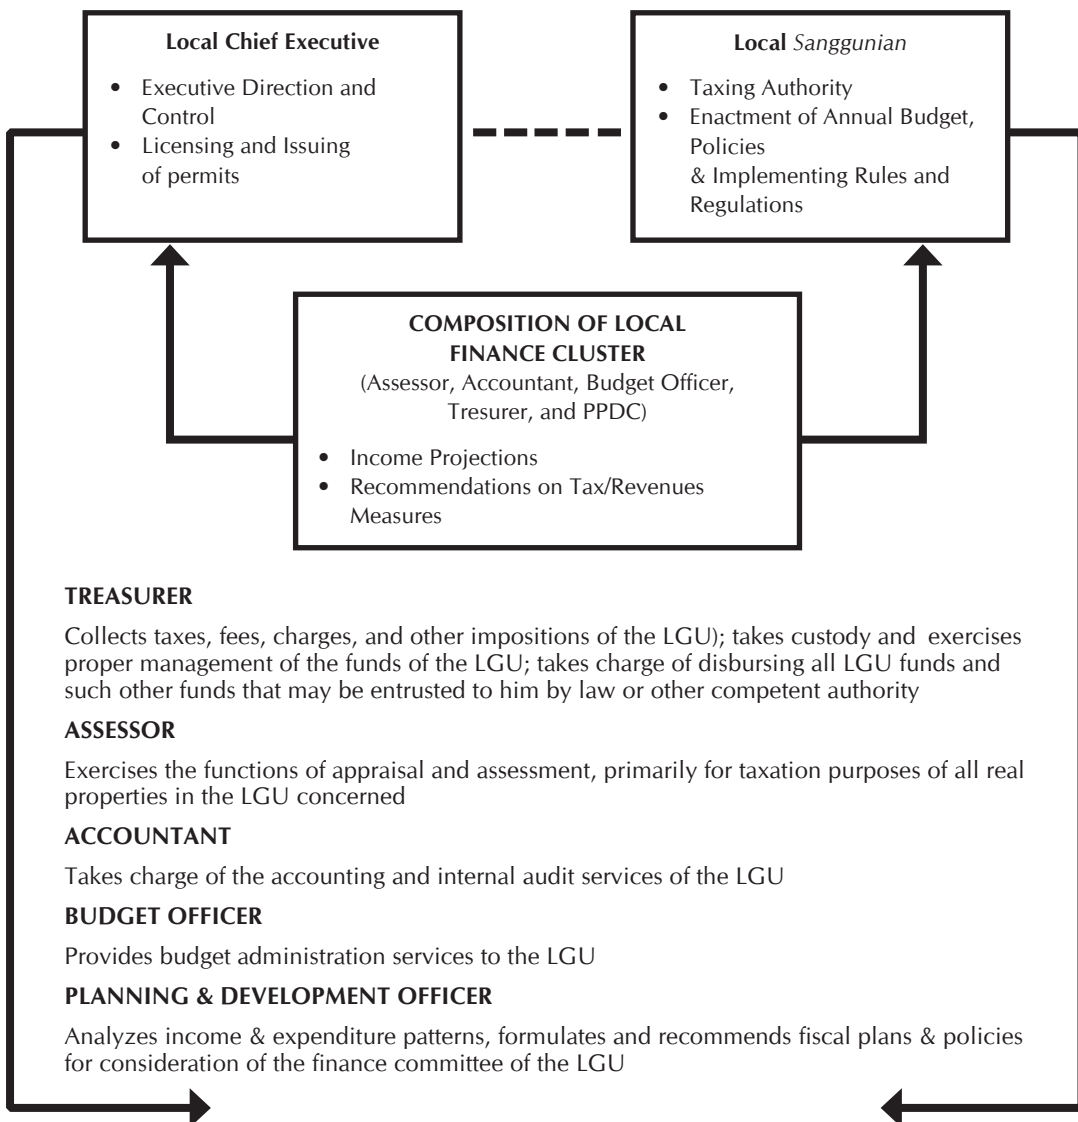 Local Chief Executive
• Executive Direction and
Control
• Licensing and Issuing
of permits
Local Sanggunian
• Taxing Authority
• Enactment of Annual Budget,
Policies
& Implementing Rules and
Regulations
COMPOSITION OF LOCAL
FINANCE CLUSTER
(Assessor, Accountant, Budget Officer,
Tresurer, and PPDC)
• Income Projections
• Recommendations on Tax/Revenues
Measures
TREASURER
Collects taxes, fees, charges, and other impositions of the LGU); takes custody and exercises
proper management of the funds of the LGU; takes charge of disbursing all LGU funds and
such other funds that may be entrusted to him by law or other competent authority
ASSESSOR
Exercises the functions of appraisal and assessment, primarily for taxation purposes of all real
properties in the LGU concerned
ACCOUNTANT
Takes charge of the accounting and internal audit services of the LGU
BUDGET OFFICER
Provides budget administration services to the LGU
PLANNING & DEVELOPMENT OFFICER
Analyzes income & expenditure patterns, formulates and recommends fiscal plans & policies
for consideration of the finance committee of the LGU